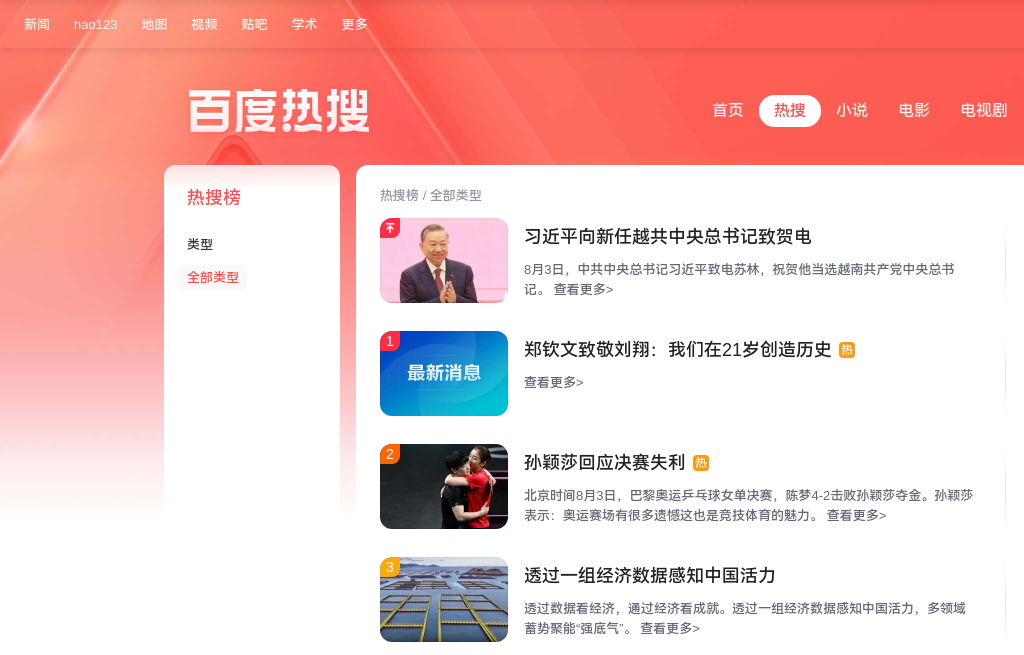 新闻 hao123 地图 视频 贴吧 学术 更多
百度热搜
首页 热搜 小说 电影 电视剧
热搜榜
类型
全部类型
热搜榜 / 全部类型
习近平向新任越共中央总书记致贺电
8月3日，中共中央总书记习近平致电苏林，祝贺他当选越南共产党中央总书
记。 查看更多>
1
最新消息
郑钦文致敬刘翔：我们在21岁创造历史 热
查看更多>
2
孙颖莎回应决赛失利 热
北京时间8月3日，巴黎奥运乒乓球女单决赛，陈梦4-2击败孙颖莎夺金。孙颖莎
表示：奥运赛场有很多遗憾这也是竞技体育的魅力。 查看更多>
3
透过一组经济数据感知中国活力
透过数据看经济，通过经济看成就。透过一组经济数据感知中国活力，多领域
蓄势聚能“强底气”。 查看更多>